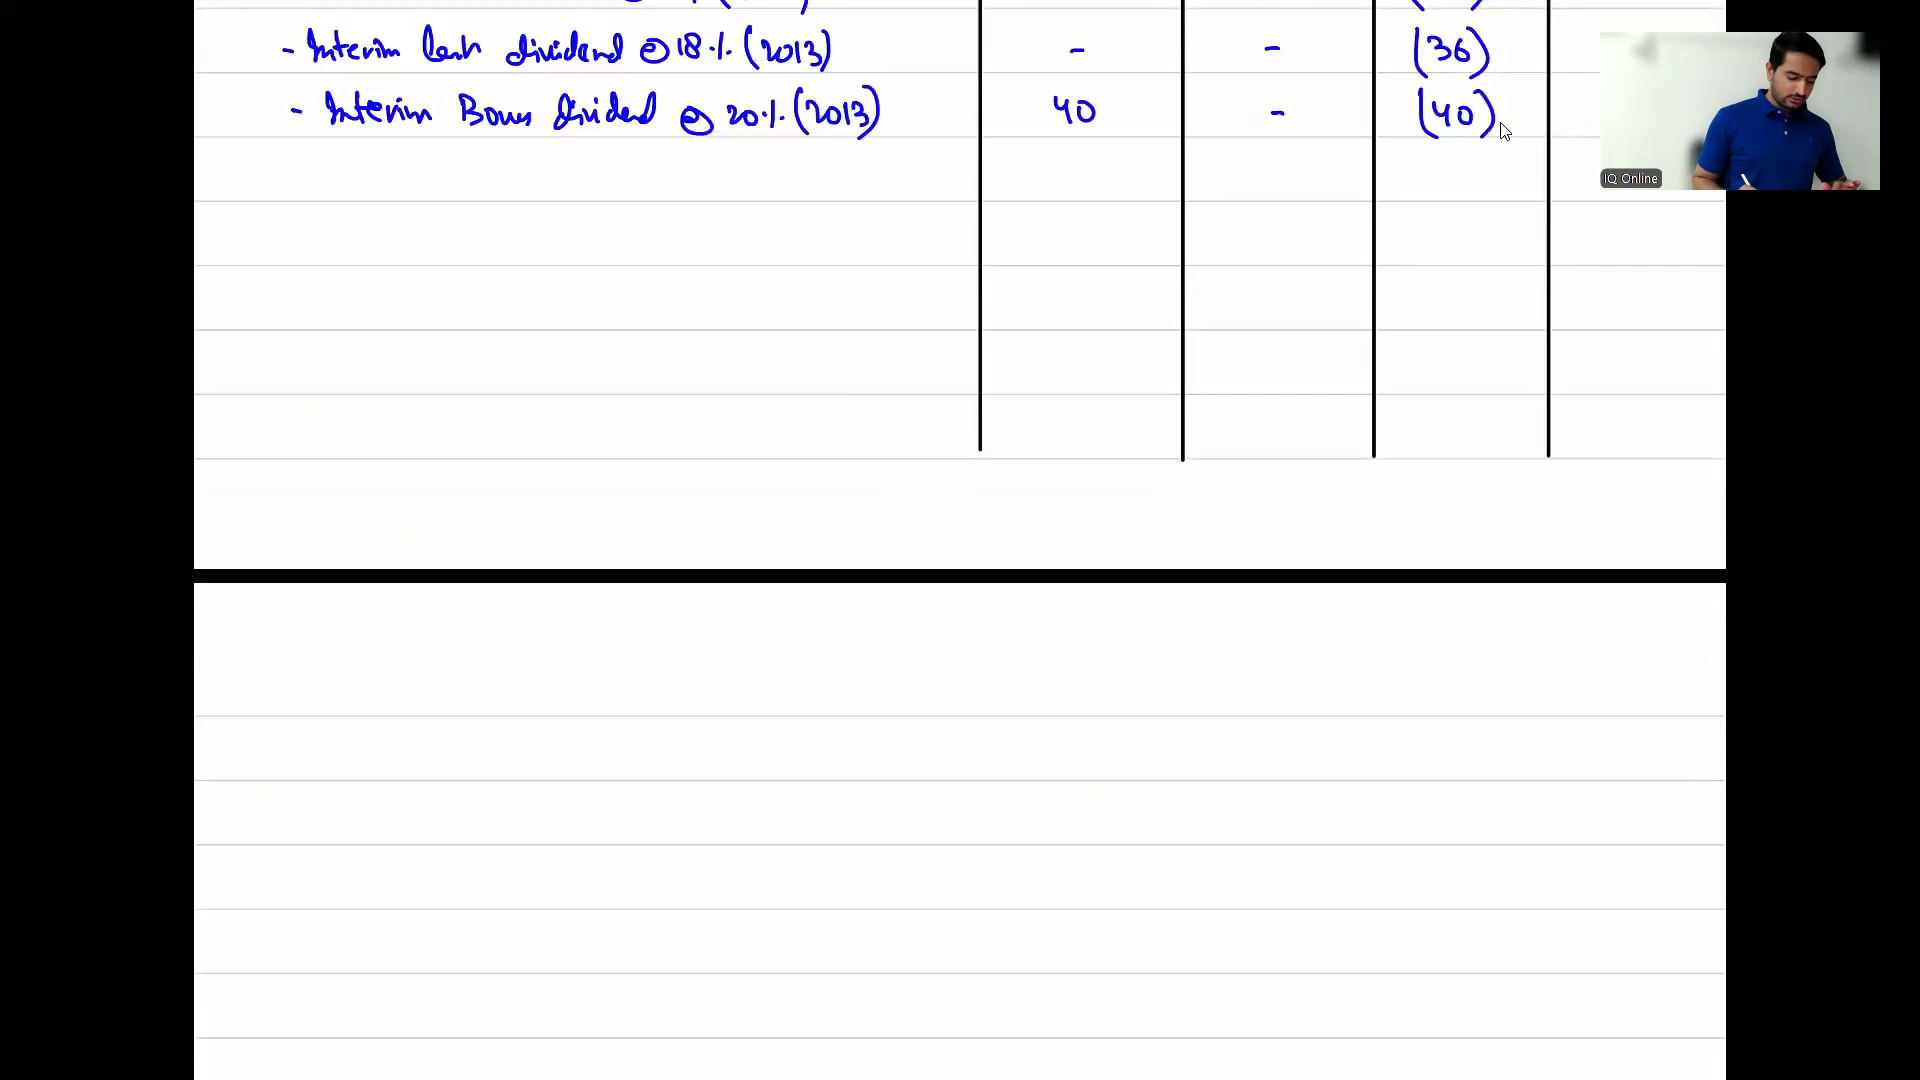 - Interim Cash dividend @ 18 % (2013) - - (36)
- Interim Bonus dividend @ 20 % (2013) 40 - (40)
IQ Online